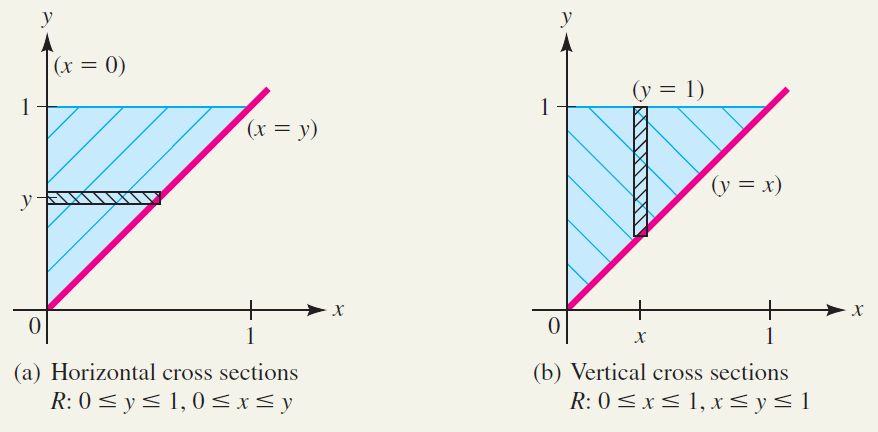 y
(x = 0)
1
(x = y)
y
0
1
x
(a) Horizontal cross sections
R: 0 ≤ y ≤ 1, 0 ≤ x ≤ y
y
(y = 1)
1
(y = x)
0
x
1
x
(b) Vertical cross sections
R: 0 ≤ x ≤ 1, x ≤ y ≤ 1